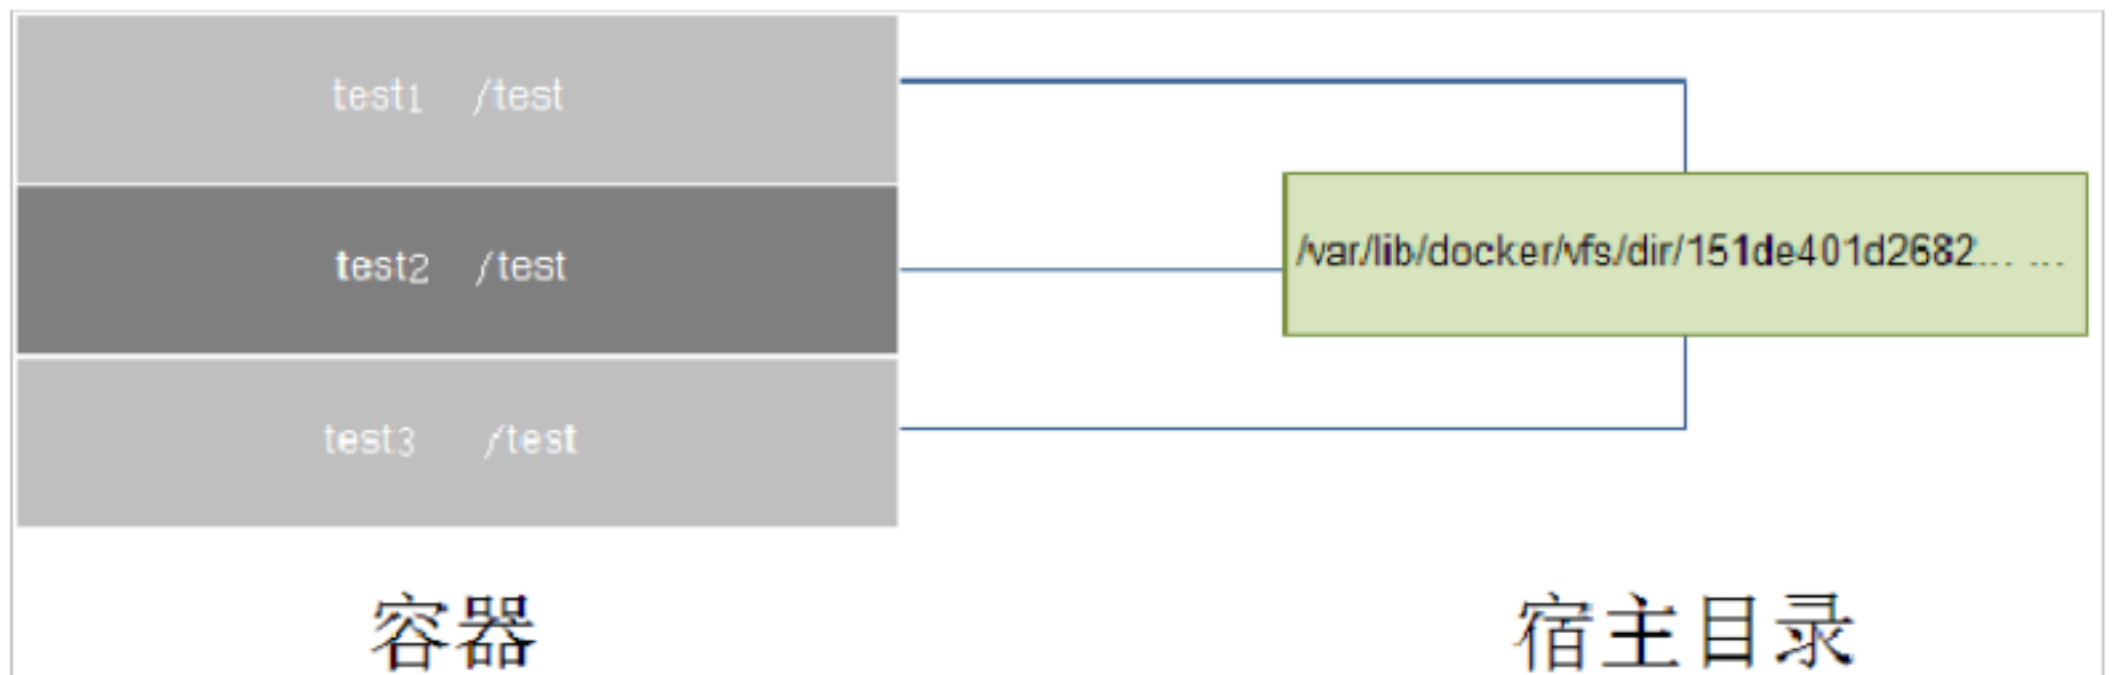 test1 /test
test2 /test
test3 /test
/var/lib/docker/vfs/dir/151de401d2682... ...
容器
宿主目录